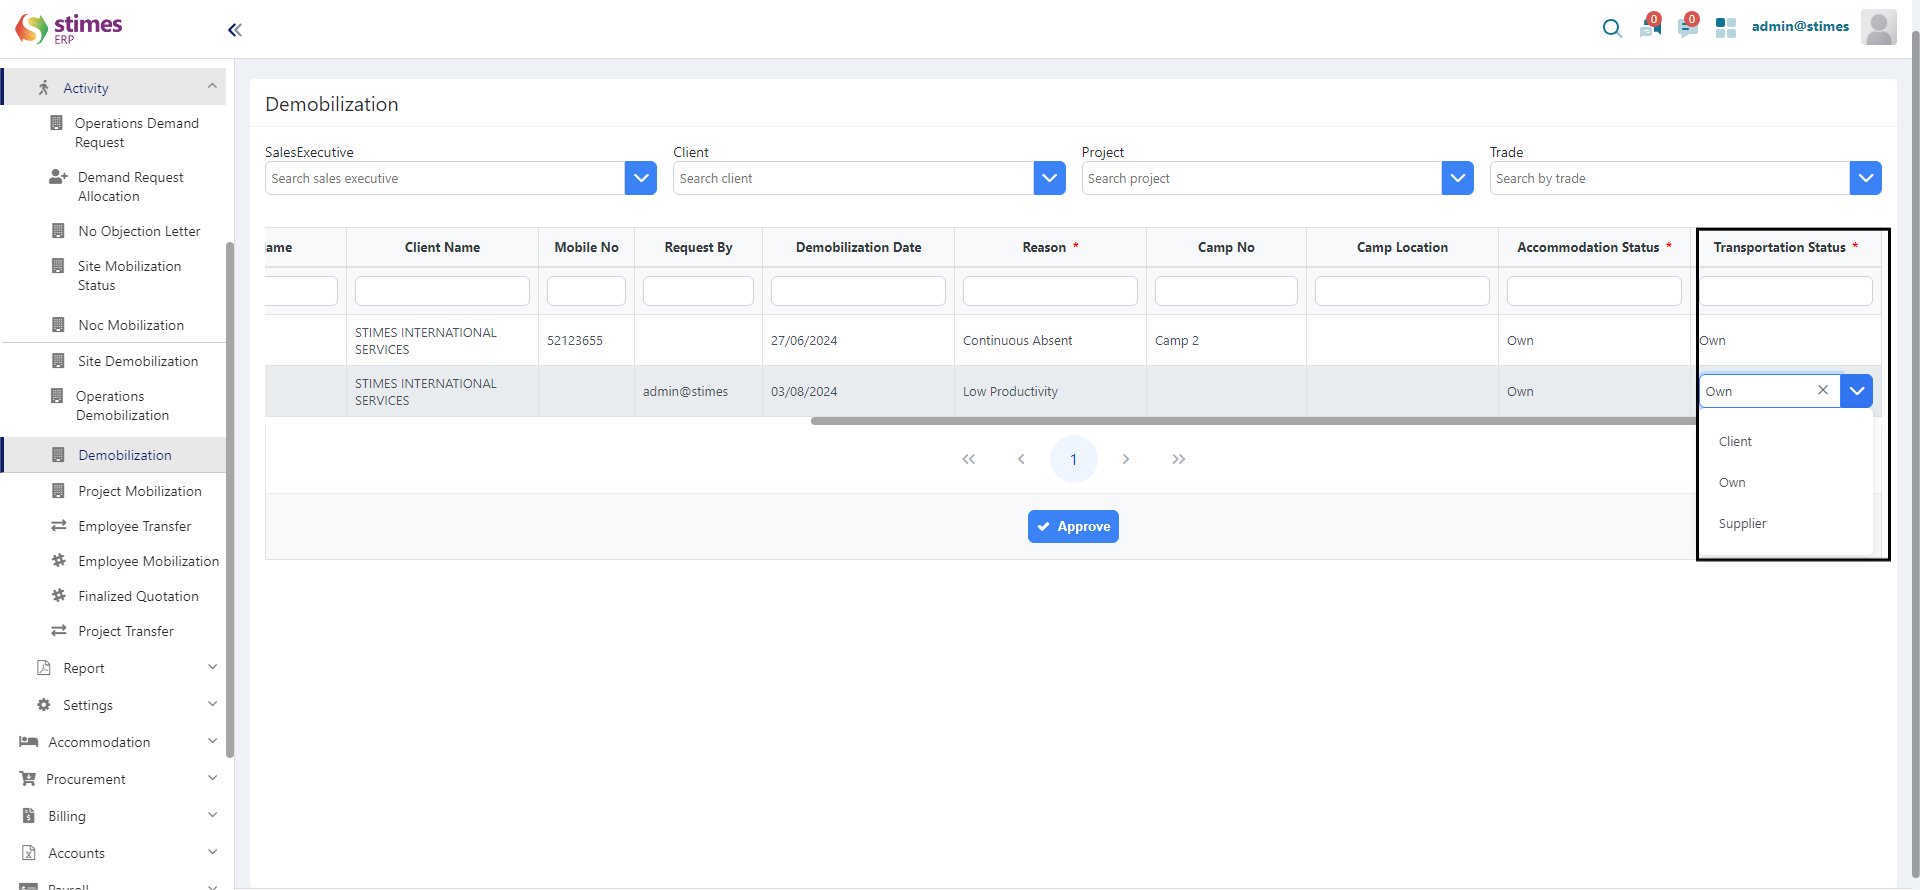 stimes
ERP
0
0
admin@stimes
Activity
Operations Demand
Request
Demand Request
Allocation
No Objection Letter
Site Mobilization
Status
Noc Mobilization
Site Demobilization
Operations
Demobilization
Demobilization
Project Mobilization
Employee Transfer
Employee Mobilization
Finalized Quotation
Project Transfer
Report
Settings
Accommodation
Procurement
Billing
Accounts
Payroll
Demobilization
SalesExecutive
Client
Project
Trade
Search sales executive
Search client
Search project
Search by trade
ame
Client Name
Mobile No
Request By
Demobilization Date
Reason *
Camp No
Camp Location
Accommodation Status *
Transportation Status *
STIMES INTERNATIONAL
SERVICES
52123655
27/06/2024
Continuous Absent
Camp 2
Own
Own
STIMES INTERNATIONAL
SERVICES
admin@stimes
03/08/2024
Low Productivity
Own
Own
Client
Own
Supplier
1
Approve